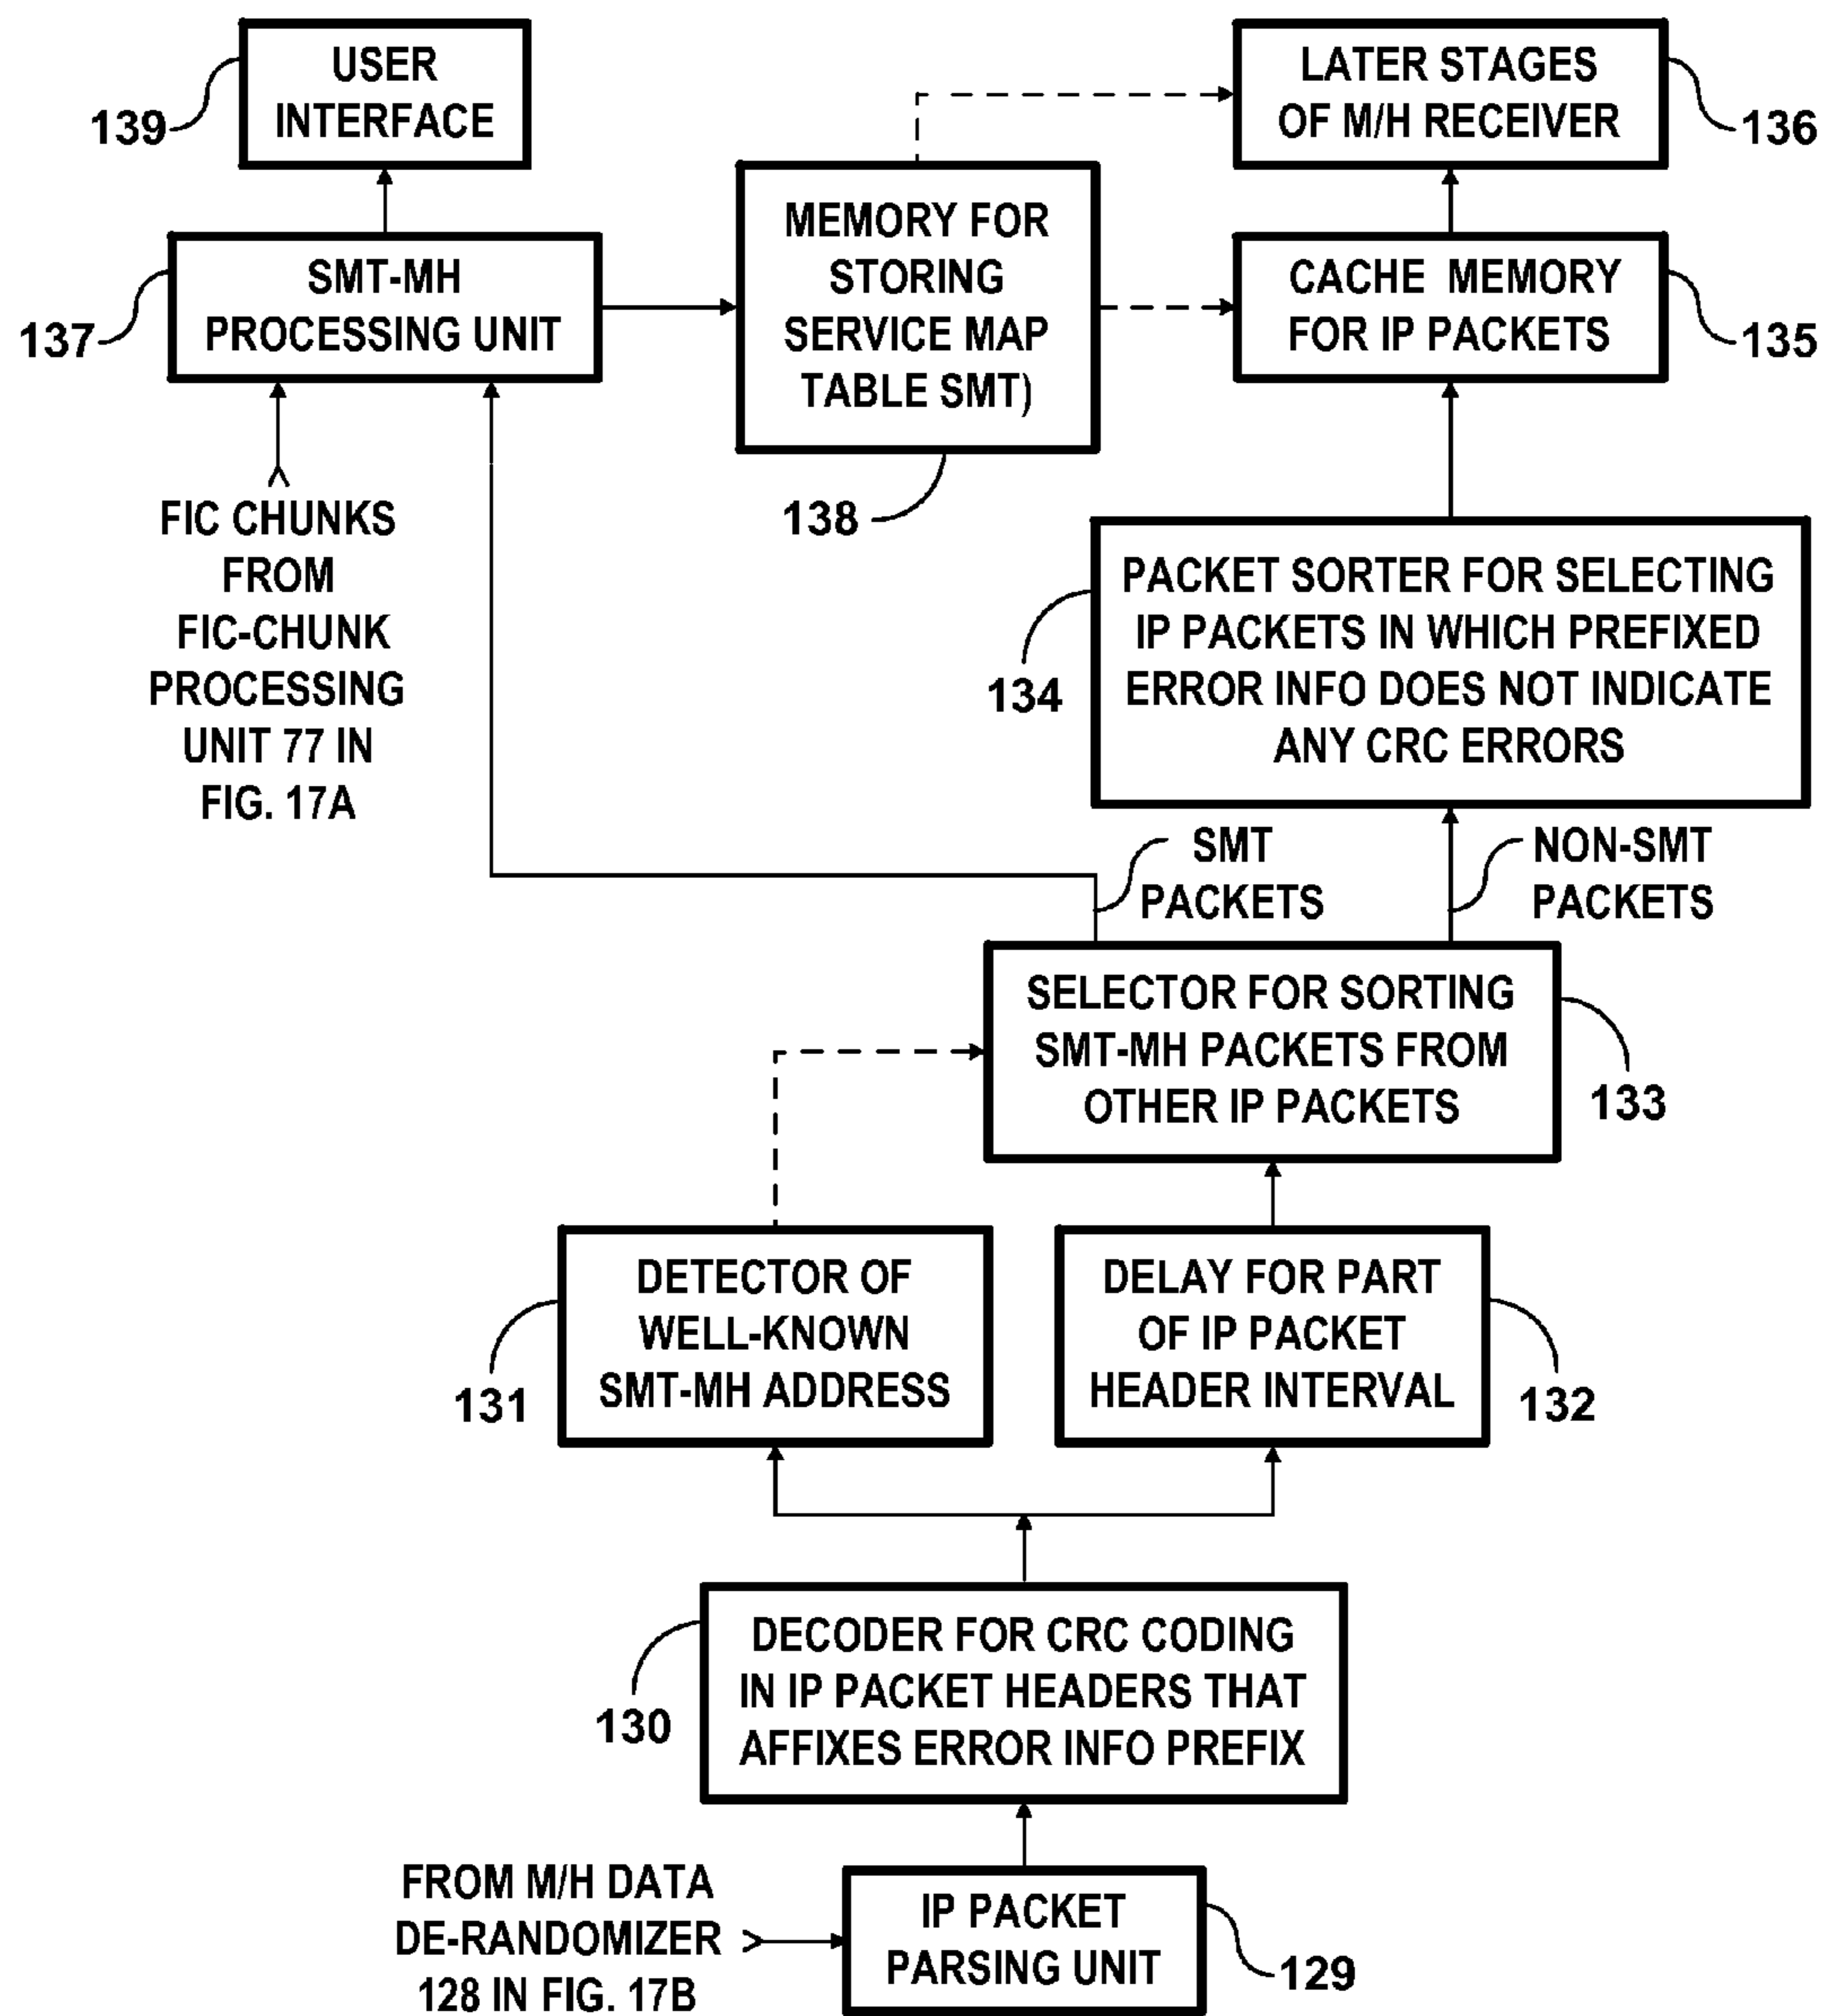 USER
INTERFACE
139
LATER STAGES
OF M/H RECEIVER
136
SMT-MH
PROCESSING UNIT
137
MEMORY FOR
STORING
SERVICE MAP
TABLE SMT)
138
CACHE MEMORY
FOR IP PACKETS
135
FIC CHUNKS
FROM
FIC-CHUNK
PROCESSING
UNIT 77 IN
FIG. 17A
PACKET SORTER FOR SELECTING
IP PACKETS IN WHICH PREFIXED
ERROR INFO DOES NOT INDICATE
ANY CRC ERRORS
134
SMT
PACKETS
NON-SMT
PACKETS
SELECTOR FOR SORTING
SMT-MH PACKETS FROM
OTHER IP PACKETS
133
DETECTOR OF
WELL-KNOWN
SMT-MH ADDRESS
131
DELAY FOR PART
OF IP PACKET
HEADER INTERVAL
132
DECODER FOR CRC CODING
IN IP PACKET HEADERS THAT
AFFIXES ERROR INFO PREFIX
130
FROM M/H DATA
DE-RANDOMIZER
128 IN FIG. 17B
IP PACKET
PARSING UNIT
129